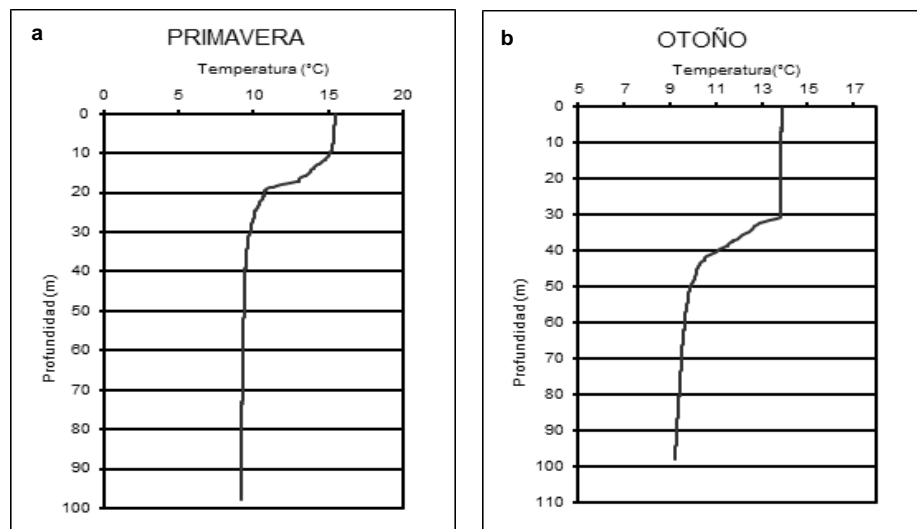 a
PRIMAVERA
Temperatura (°C)
0 5 10 15 20
0
10
20
30
40
50
60
70
80
90
100
Profundidad (m)
b
OTOÑO
Temperatura(°C)
5 7 9 11 13 15 17
0
10
20
30
40
50
60
70
80
90
100
110
Profundidad (m)